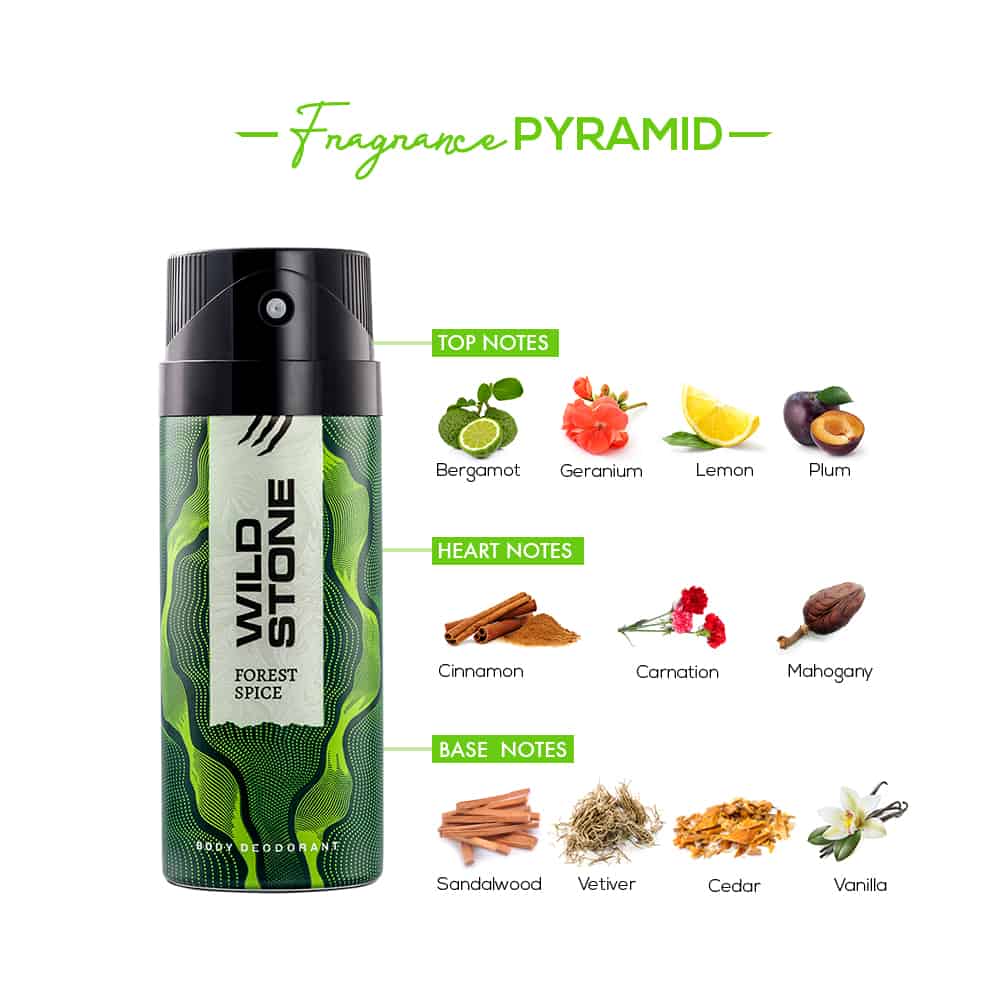 Fragrance PYRAMID
WILD
STONE
FOREST
SPICE
BODY DEODORANT
TOP NOTES
Bergamot Geranium Lemon Plum
HEART NOTES
Cinnamon Carnation Mahogany
BASE NOTES
Sandalwood Vetiver Cedar Vanilla